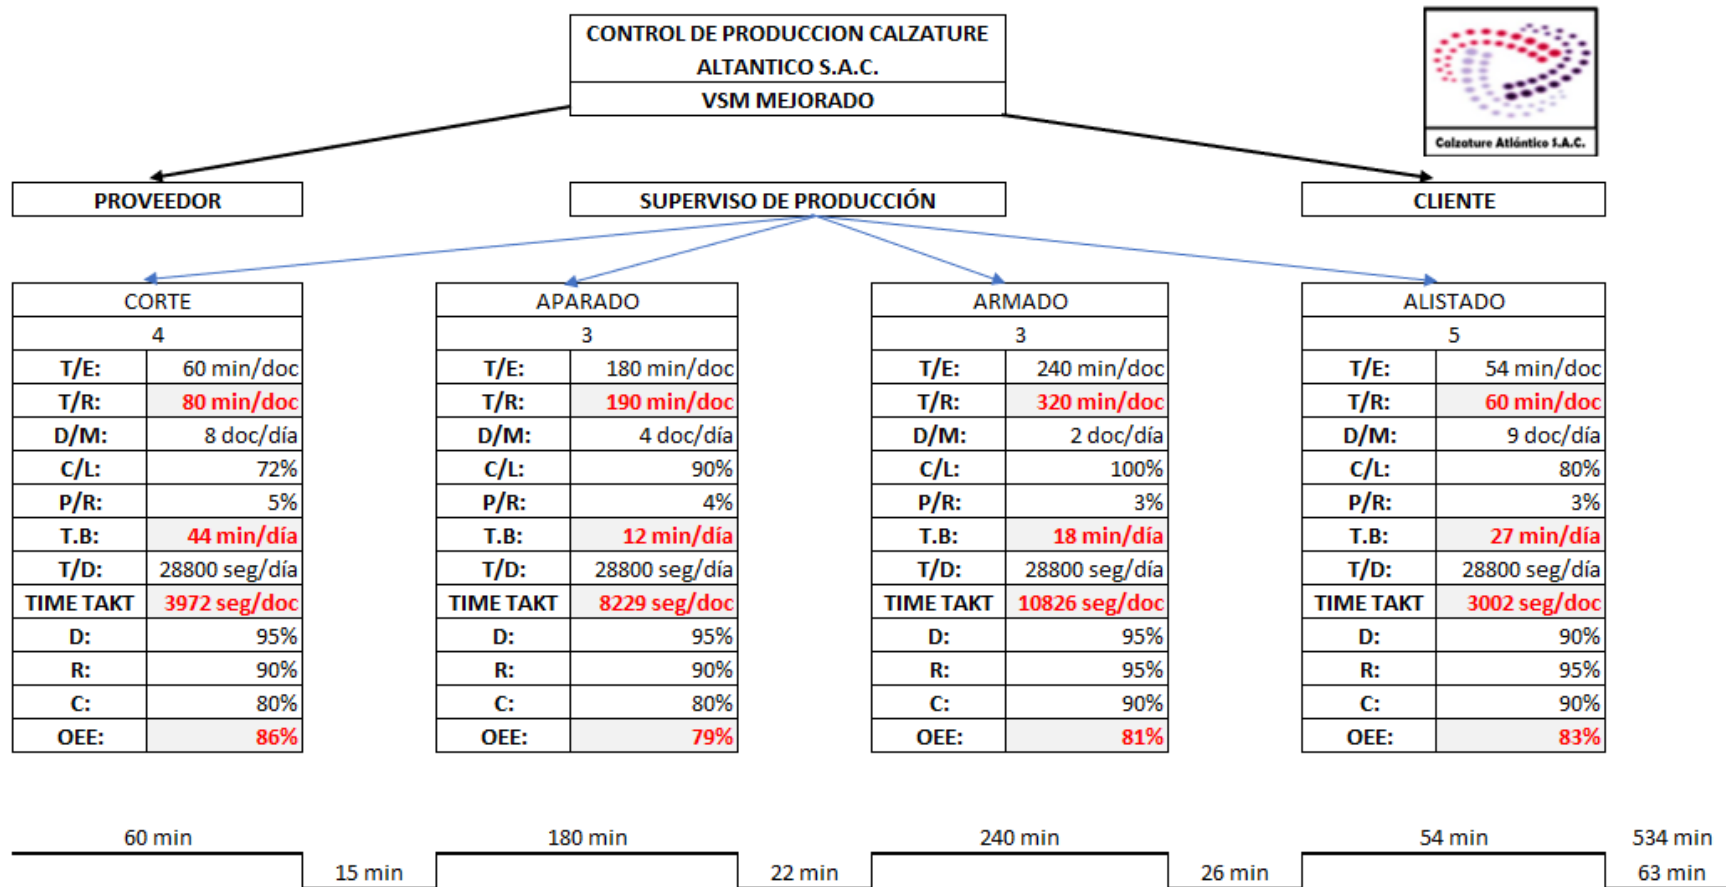 CONTROL DE PRODUCCION CALZATURE
ALTANTICO S.A.C.
VSM MEJORADO
Calzature Atlántico S.A.C.
PROVEEDOR
SUPERVISO DE PRODUCCIÓN
CLIENTE
CORTE
4
T/E: 60 min/doc
T/R: 80 min/doc
D/M: 8 doc/día
C/L: 72%
P/R: 5%
T.B: 44 min/día
T/D: 28800 seg/día
TIME TAKT 3972 seg/doc
D: 95%
R: 90%
C: 80%
OEE: 86%
APARADO
3
T/E: 180 min/doc
T/R: 190 min/doc
D/M: 4 doc/día
C/L: 90%
P/R: 4%
T.B: 12 min/día
T/D: 28800 seg/día
TIME TAKT 8229 seg/doc
D: 95%
R: 90%
C: 80%
OEE: 79%
ARMADO
3
T/E: 240 min/doc
T/R: 320 min/doc
D/M: 2 doc/día
C/L: 100%
P/R: 3%
T.B: 18 min/día
T/D: 28800 seg/día
TIME TAKT 10826 seg/doc
D: 95%
R: 95%
C: 90%
OEE: 81%
ALISTADO
5
T/E: 54 min/doc
T/R: 60 min/doc
D/M: 9 doc/día
C/L: 80%
P/R: 3%
T.B: 27 min/día
T/D: 28800 seg/día
TIME TAKT 3002 seg/doc
D: 90%
R: 95%
C: 90%
OEE: 83%
60 min 180 min 240 min 54 min 534 min
15 min 22 min 26 min 63 min